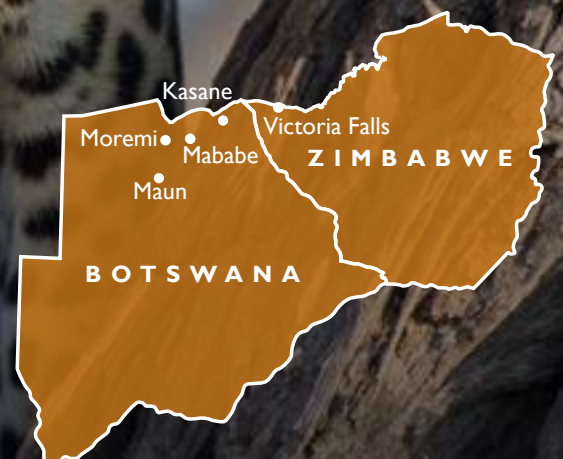 Kasane
Victoria Falls
Moremi
Mababe
ZIMBABWE
Maun
BOTSWANA